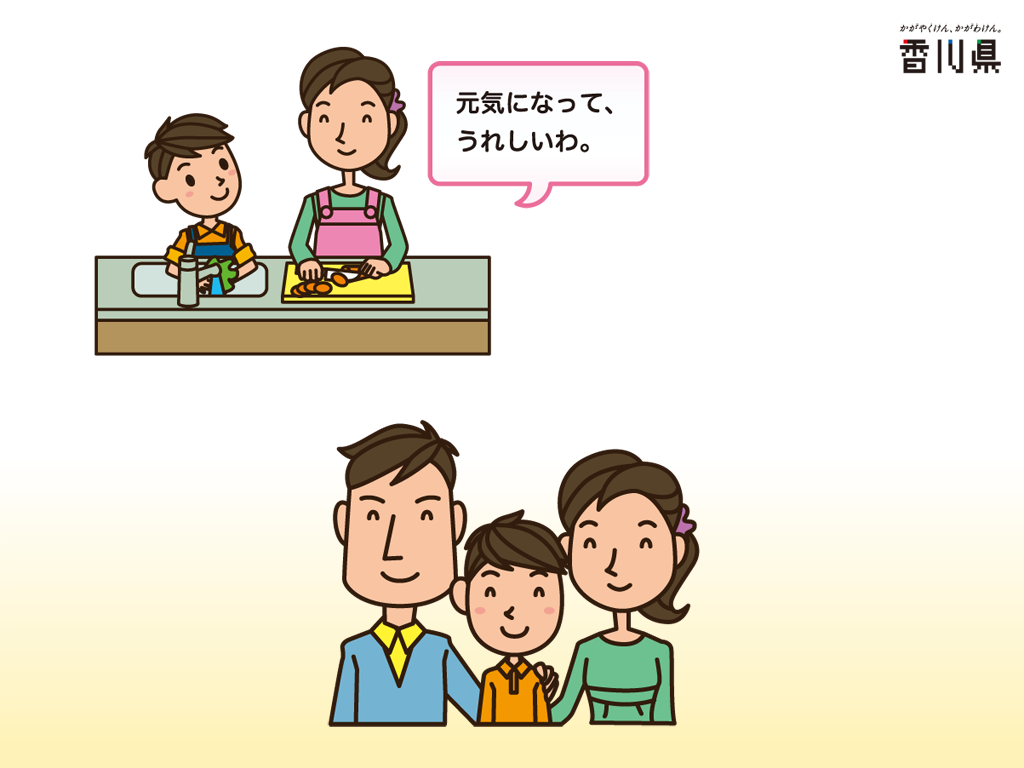 かがやくけん、かがわけん。
香川県
元気になって、
うれしいわ。